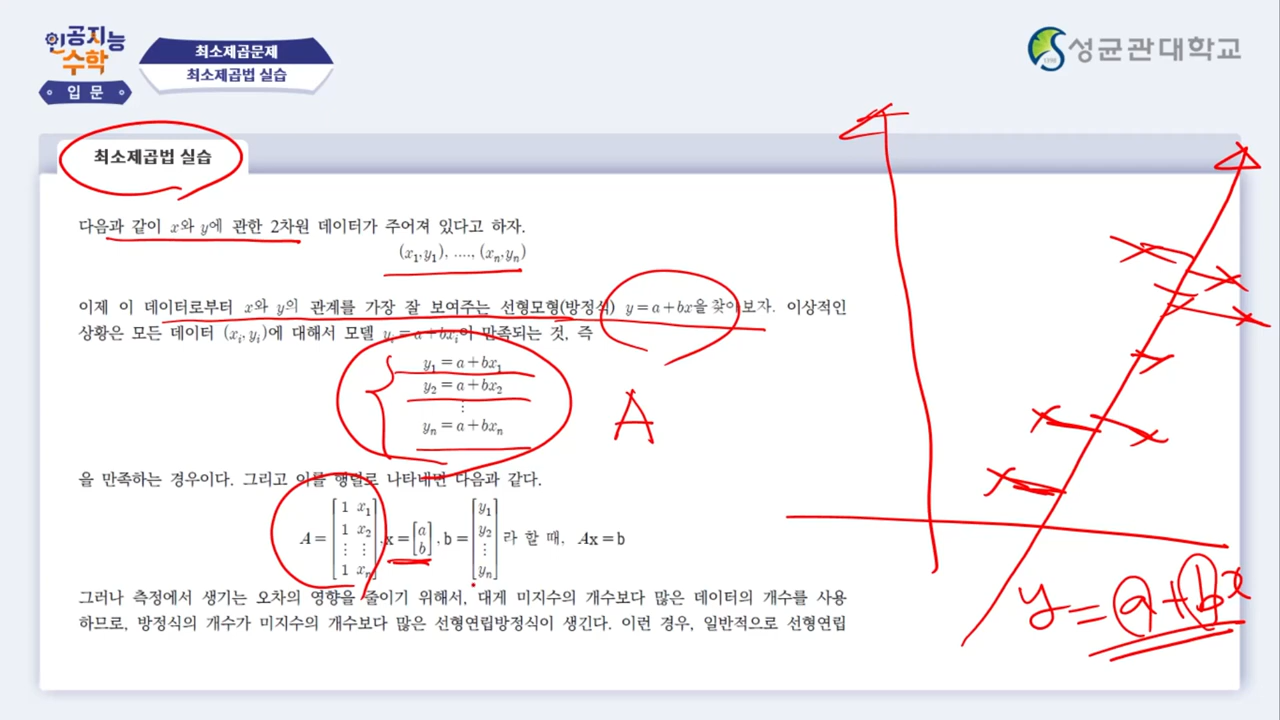 인공지능
수학
입문
최소제곱문제
최소제곱법 실습
성균관대학교
최소제곱법 실습
다음과 같이 x와 y에 관한 2차원 데이터가 주어져 있다고 하자.
(x₁,y₁), ...., (xₙ,yₙ)
이제 이 데이터로부터 x와 y의 관계를 가장 잘 보여주는 선형모형(방정식) y=a+bx을 찾아보자. 이상적인
상황은 모든 데이터 (xᵢ,yᵢ)에 대해서 모델 yᵢ=a+bxᵢ이 만족되는 것, 즉
y₁=a+bx₁
y₂=a+bx₂
⋮
yₙ=a+bxₙ
A
을 만족하는 경우이다. 그리고 이를 행렬로 나타내면 다음과 같다.
A = [1 x₁; 1 x₂; ⋮ ⋮; 1 xₙ], x = [a; b], b = [y₁; y₂; ⋮; yₙ] 라 할 때, Ax=b
그러나 측정에서 생기는 오차의 영향을 줄이기 위해서, 대게 미지수의 개수보다 많은 데이터의 개수를 사용
하므로, 방정식의 개수가 미지수의 개수보다 많은 선형연립방정식이 생긴다. 이런 경우, 일반적으로 선형연립
y=a+bx